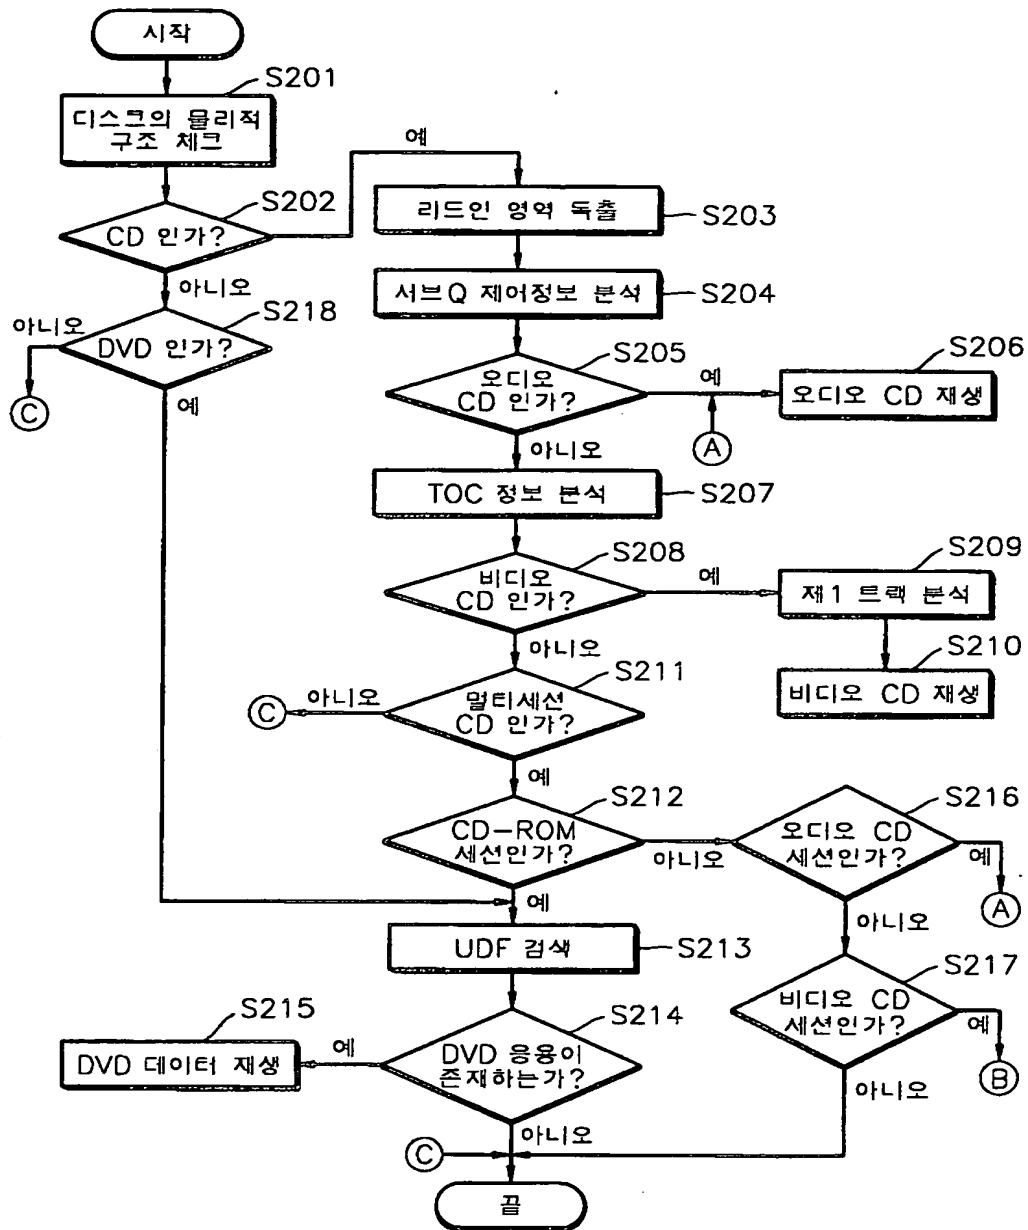 시작
S201
디스크의 물리적
구조 체크
예
S202
CD 인가?
리드인 영역 독출
S203
아니오
서브Q 제어정보 분석
S204
S218
아니오
DVD 인가?
예
C
S205
오디오
CD 인가?
예
S206
오디오 CD 재생
A
아니오
TOC 정보 분석
S207
S208
비디오
CD 인가?
예
S209
제1 트랙 분석
아니오
S210
비디오 CD 재생
S211
멀티세션
CD 인가?
아니오
C
예
S212
CD-ROM
세션인가?
아니오
예
S216
오디오 CD
세션인가?
예
A
아니오
UDF 검색
S213
S217
비디오 CD
세션인가?
예
B
아니오
S214
DVD 응용이
존재하는가?
예
S215
DVD 데이터 재생
아니오
C
끝